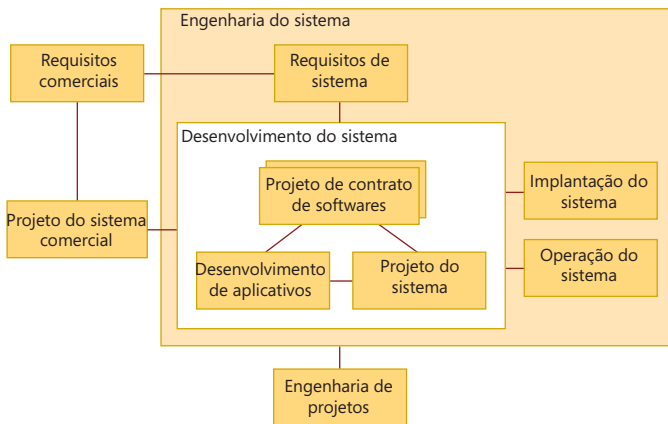 Engenharia do sistema
Requisitos
comerciais
Requisitos de
sistema
Desenvolvimento do sistema
Projeto de contrato
de softwares
Implantação do
sistema
Projeto do sistema
comercial
Desenvolvimento
de aplicativos
Projeto do
sistema
Operação do
sistema
Engenharia de
projetos